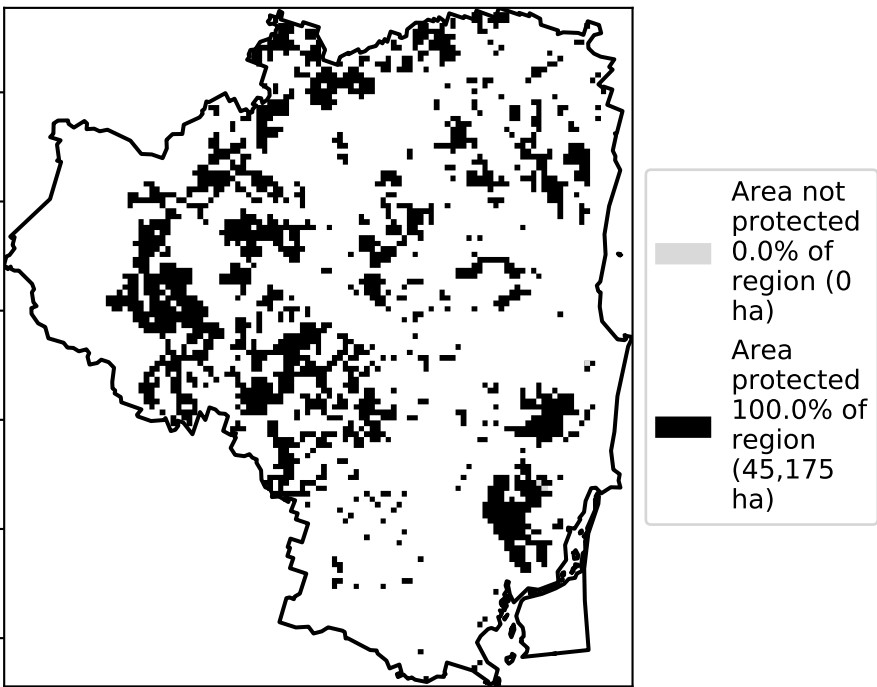 Area not
protected
0.0% of
region (0
ha)
Area
protected
100.0% of
region
(45,175
ha)